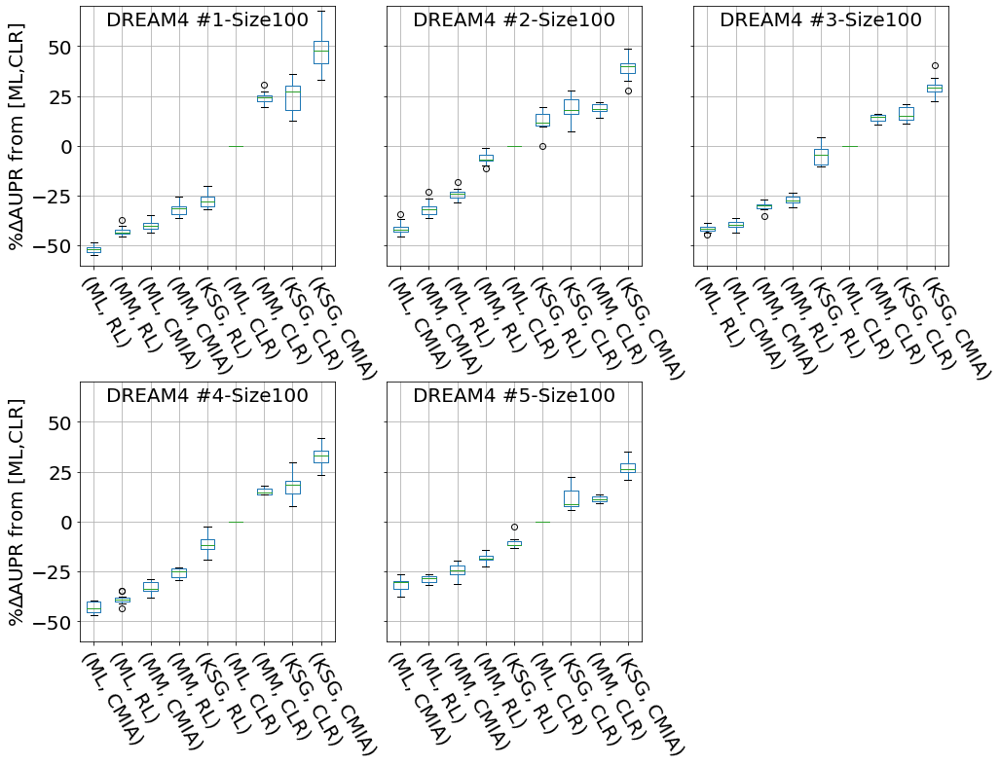 DREAM4 #1-Size100
DREAM4 #2-Size100
DREAM4 #3-Size100
%ΔAUPR from [ML,CLR]
50
25
0
−25
−50
(ML, RL)
(MM, RL)
(ML, CMIA)
(MM, CMIA)
(KSG, RL)
(ML, CLR)
(MM, CLR)
(KSG, CLR)
(KSG, CMIA)
(ML, CMIA)
(MM, CMIA)
(ML, RL)
(MM, RL)
(ML, CLR)
(KSG, RL)
(KSG, CLR)
(MM, CLR)
(KSG, CMIA)
(ML, RL)
(ML, CMIA)
(MM, CMIA)
(MM, RL)
(KSG, RL)
(ML, CLR)
(MM, CLR)
(KSG, CLR)
(KSG, CMIA)
DREAM4 #4-Size100
DREAM4 #5-Size100
%ΔAUPR from [ML,CLR]
50
25
0
−25
−50
(ML, CMIA)
(ML, RL)
(MM, CMIA)
(MM, RL)
(KSG, RL)
(ML, CLR)
(MM, CLR)
(KSG, CLR)
(KSG, CMIA)
(ML, CMIA)
(ML, RL)
(MM, CMIA)
(MM, RL)
(KSG, RL)
(ML, CLR)
(KSG, CLR)
(MM, CLR)
(KSG, CMIA)